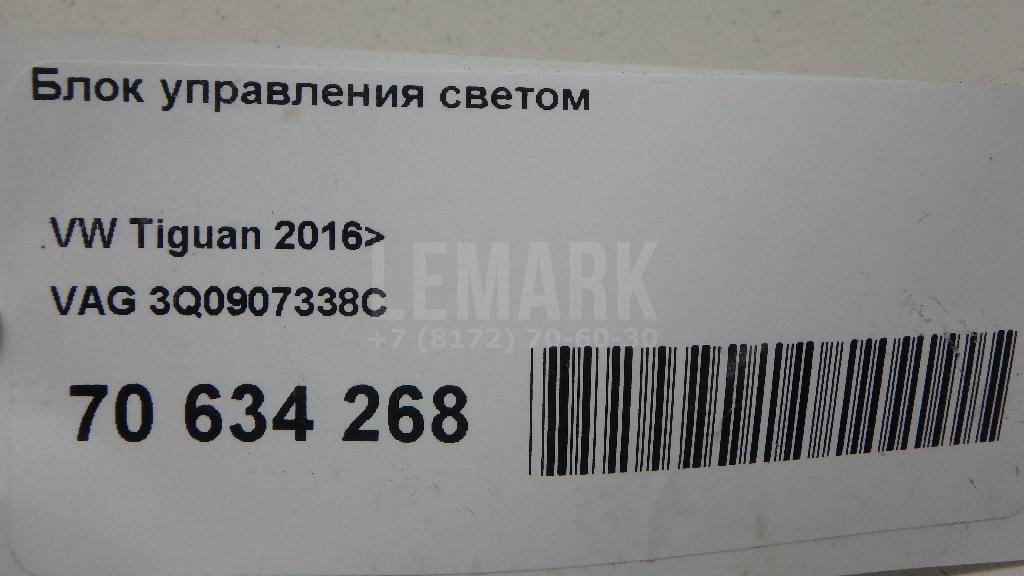 Блок управления светом
VW Tiguan 2016>
LEMARK
VAG 3Q0907338C
+7 (8172) 70-60-30
70 634 268